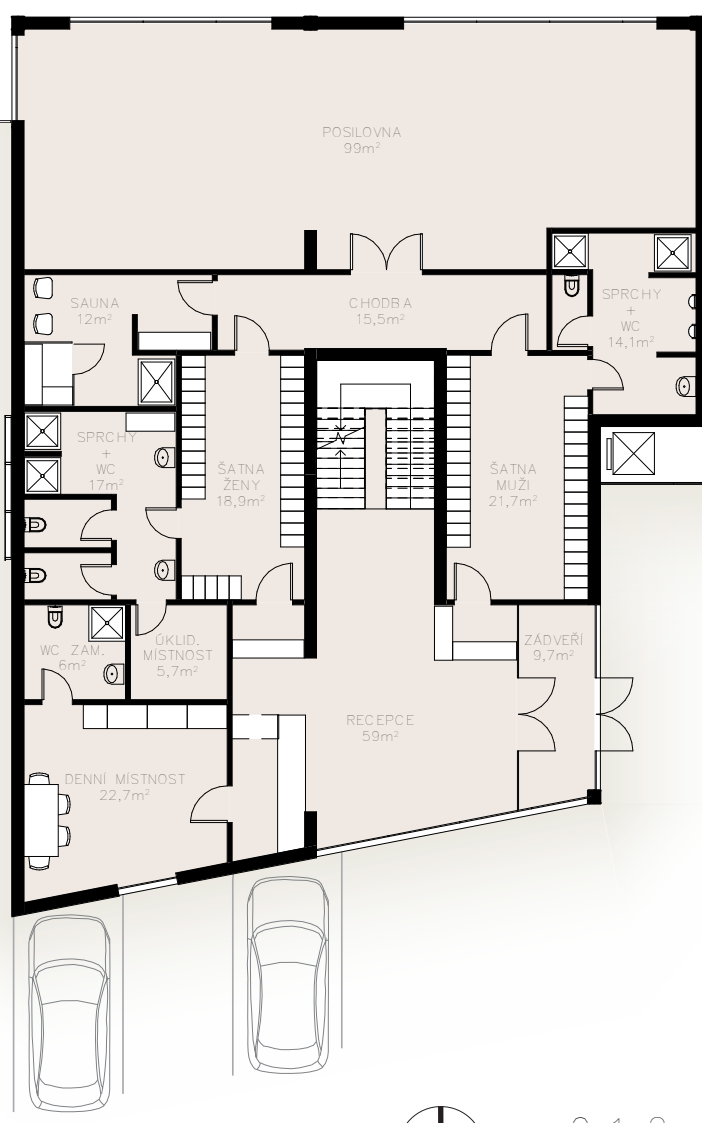 POSILOVNA
99m²
SAUNA
12m²
CHODBA
15,5m²
SPRCHY
+
WC
14,1m²
SPRCHY
+
WC
17m²
ŠATNA
ŽENY
18,9m²
ŠATNA
MUŽI
21,7m²
WC ZAM.
6m²
ÚKLID.
MÍSTNOST
5,7m²
ZÁDVEŘÍ
9,7m²
RECEPCE
59m²
DENNÍ MÍSTNOST
22,7m²